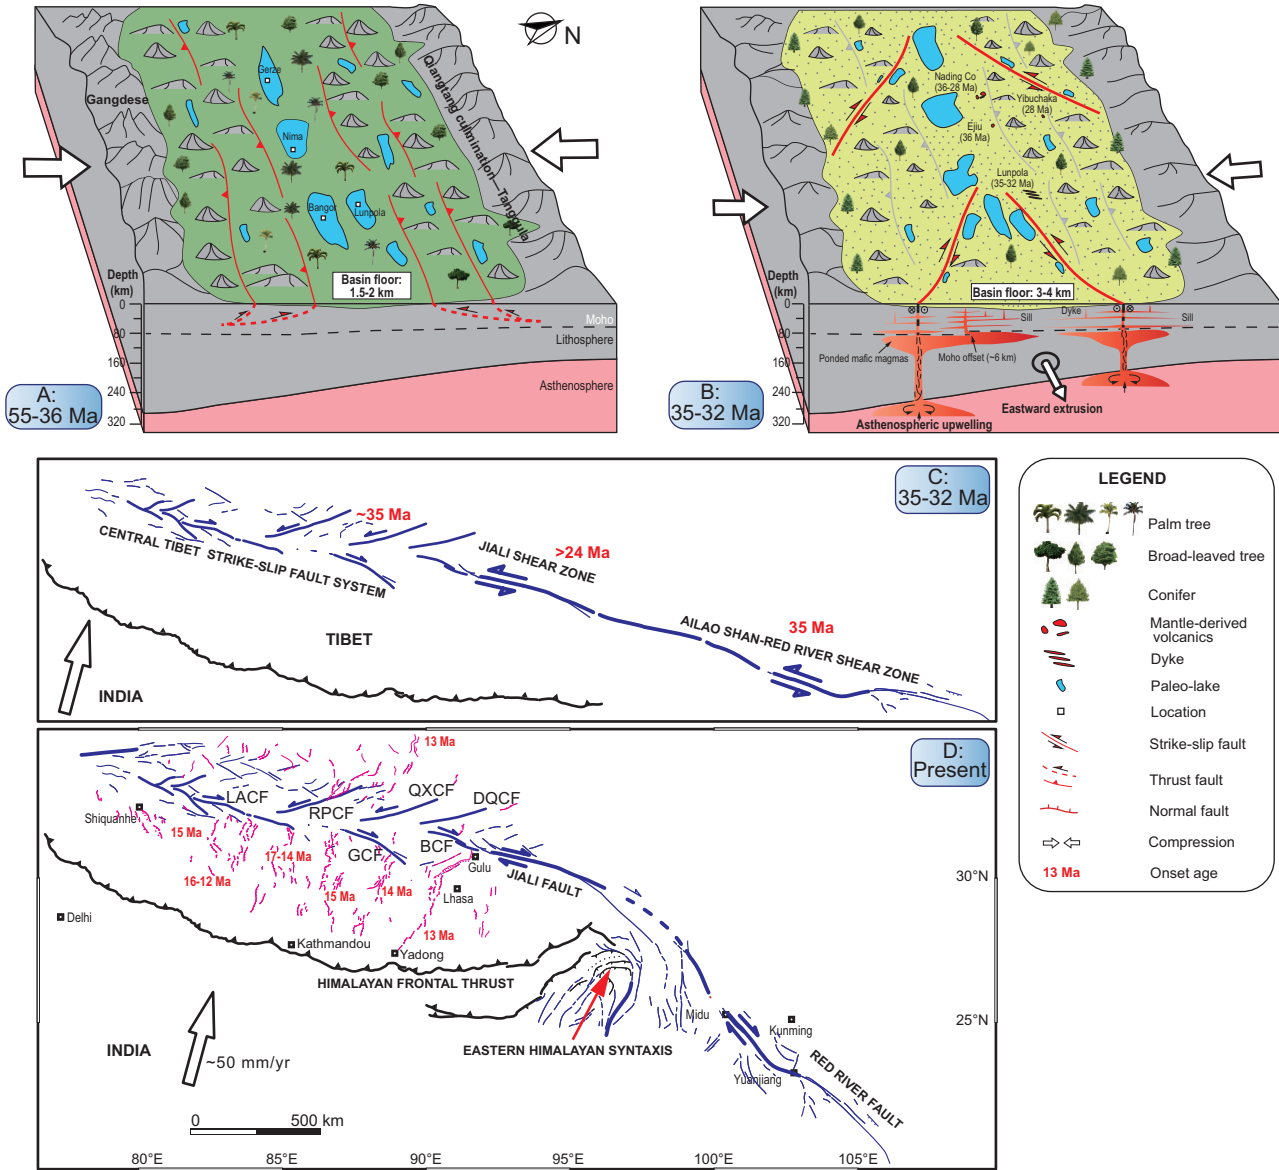 N
Gangdese
Qiangtang culmination—Tanggula
Gerze
Nima
Bangor
Lunpola
Basin floor:
1.5-2 km
Depth
(km)
0
80
160
240
320
Moho
Lithosphere
Asthenosphere
A:
55-36 Ma
Nading Co
(36-28 Ma)
Yibuchaka
(28 Ma)
Ejiu
(36 Ma)
Lunpola
(35-32 Ma)
Basin floor: 3-4 km
Depth
(km)
0
80
160
240
320
Dyke
Sill
Sill
Ponded mafic magmas
Moho offset (~6 km)
Eastward extrusion
Asthenospheric upwelling
B:
35-32 Ma
C:
35-32 Ma
~35 Ma
CENTRAL TIBET STRIKE-SLIP FAULT SYSTEM
JIALI SHEAR ZONE
>24 Ma
35 Ma
AILAO SHAN-RED RIVER SHEAR ZONE
TIBET
INDIA
LEGEND
Palm tree
Broad-leaved tree
Conifer
Mantle-derived
volcanics
Dyke
Paleo-lake
Location
Strike-slip fault
Thrust fault
Normal fault
Compression
13 Ma
Onset age
D:
Present
13 Ma
LACF
RPCF
QXCF
DQCF
Shiquanhe
15 Ma
17-14 Ma
GCF
BCF
Gulu
16-12 Ma
15 Ma
14 Ma
Lhasa
JIALI FAULT
30°N
Delhi
13 Ma
Kathmandou
Yadong
HIMALAYAN FRONTAL THRUST
25°N
Midu
Kunming
INDIA
~50 mm/yr
EASTERN HIMALAYAN SYNTAXIS
Yuanjiang
RED RIVER FAULT
0
500 km
80°E
85°E
90°E
95°E
100°E
105°E